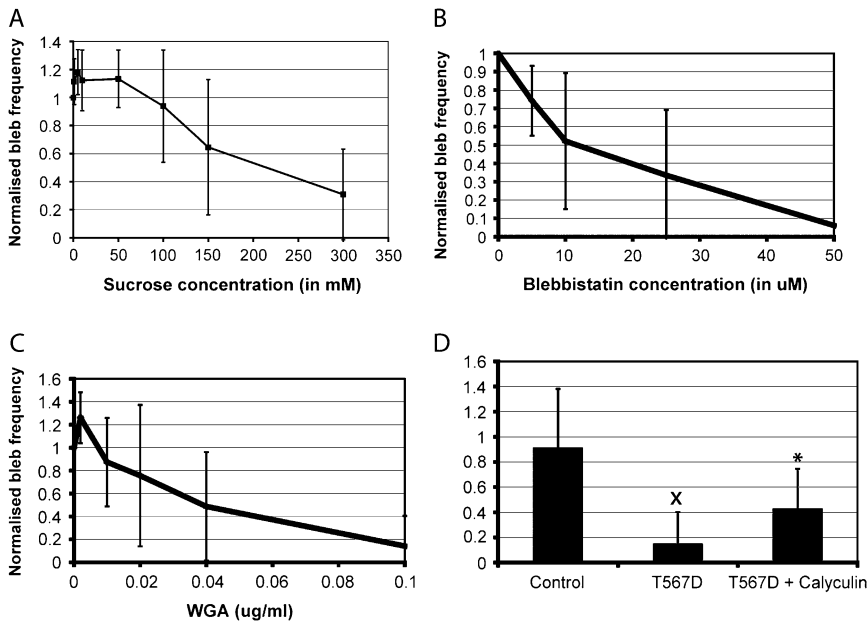 A
Normalised bleb frequency
1.4
1.2
1
0.8
0.6
0.4
0.2
0
0 50 100 150 200 250 300 350
Sucrose concentration (in mM)
B
Normalised bleb frequency
1
0.9
0.8
0.7
0.6
0.5
0.4
0.3
0.2
0.1
0
0 10 20 30 40 50
Blebbistatin concentration (in uM)
C
Normalised bleb frequency
1.6
1.4
1.2
1
0.8
0.6
0.4
0.2
0
0 0.02 0.04 0.06 0.08 0.1
WGA (ug/ml)
D
1.6
1.4
1.2
1
0.8
0.6
0.4
0.2
0
X
*
Control T567D T567D + Calyculin